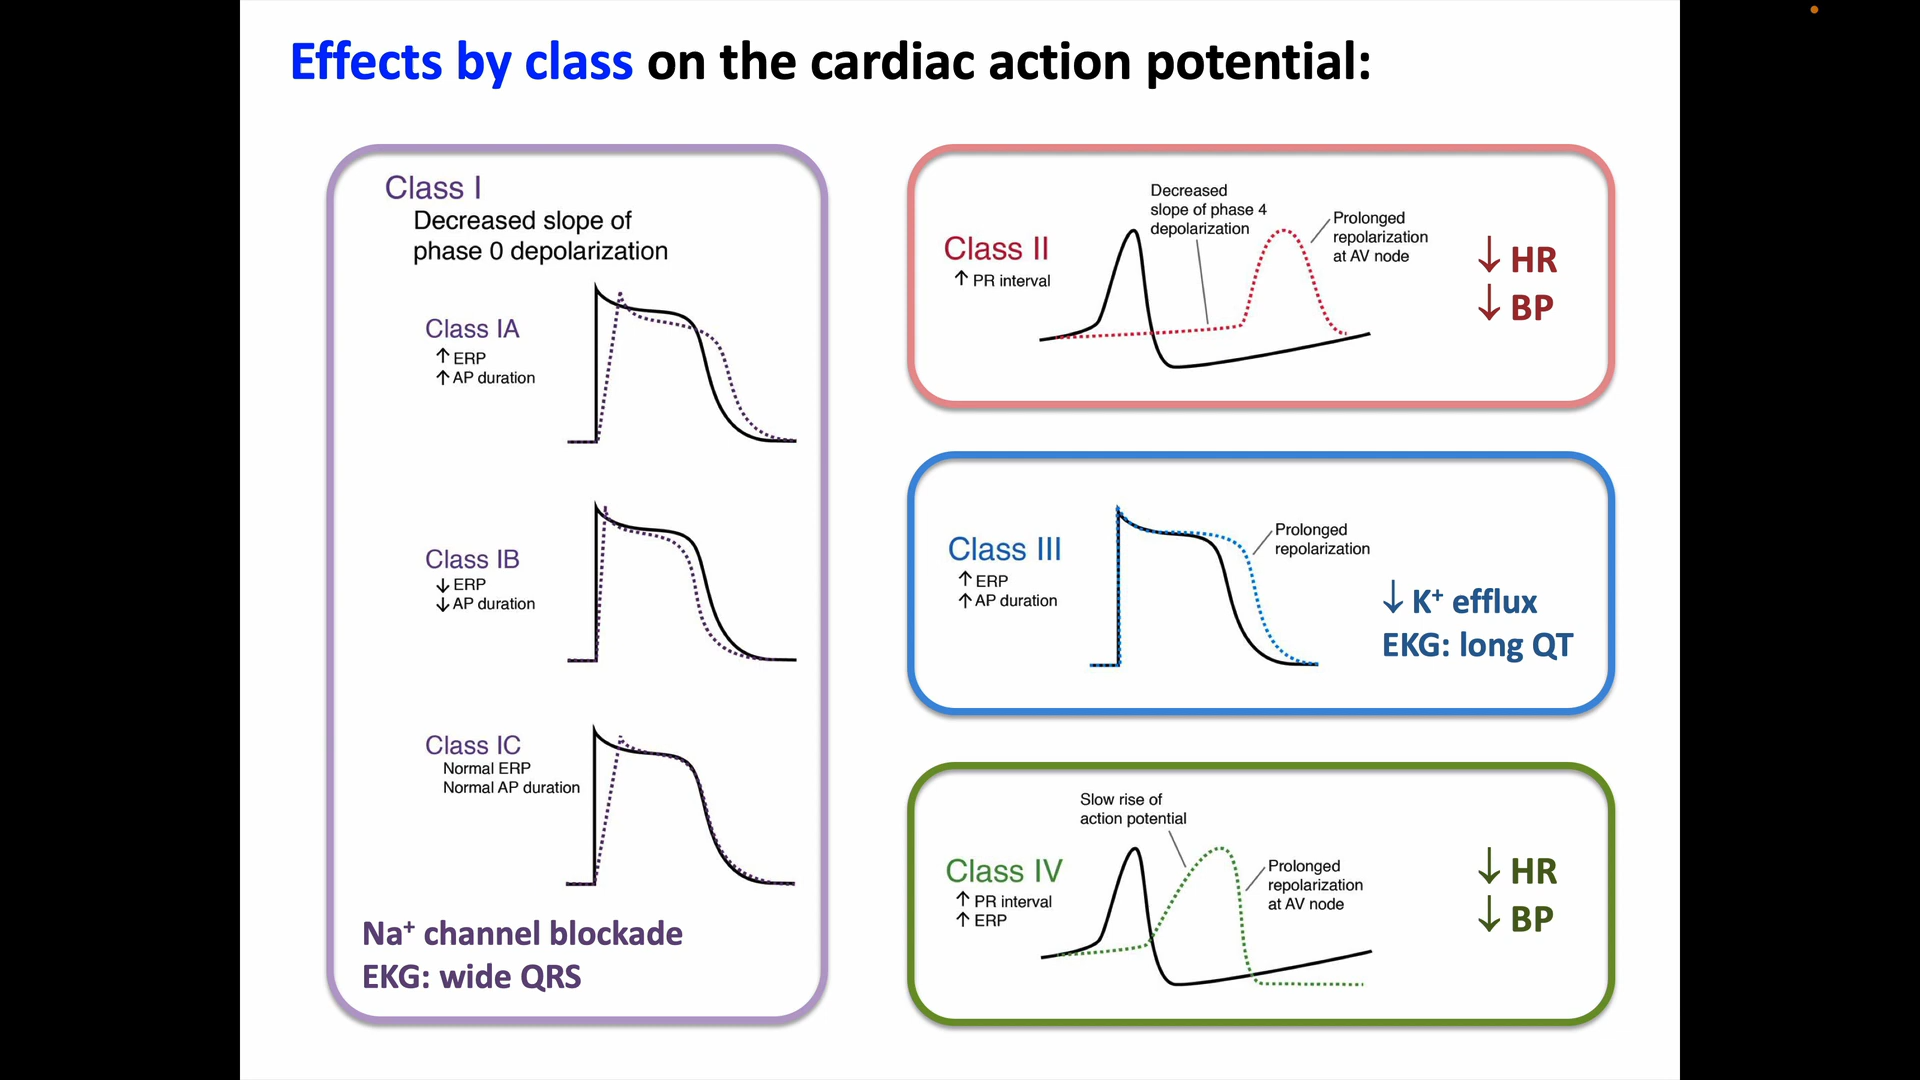 Effects by class on the cardiac action potential:
Class I
Decreased slope of
phase 0 depolarization
Class IA
↑ ERP
↑ AP duration
Class IB
↓ ERP
↓ AP duration
Class IC
Normal ERP
Normal AP duration
Na⁺ channel blockade
EKG: wide QRS
Class II
↑ PR interval
Decreased
slope of phase 4
depolarization
Prolonged
repolarization
at AV node
↓ HR
↓ BP
Class III
↑ ERP
↑ AP duration
Prolonged
repolarization
↓ K⁺ efflux
EKG: long QT
Slow rise of
action potential
Class IV
↑ PR interval
↑ ERP
Prolonged
repolarization
at AV node
↓ HR
↓ BP